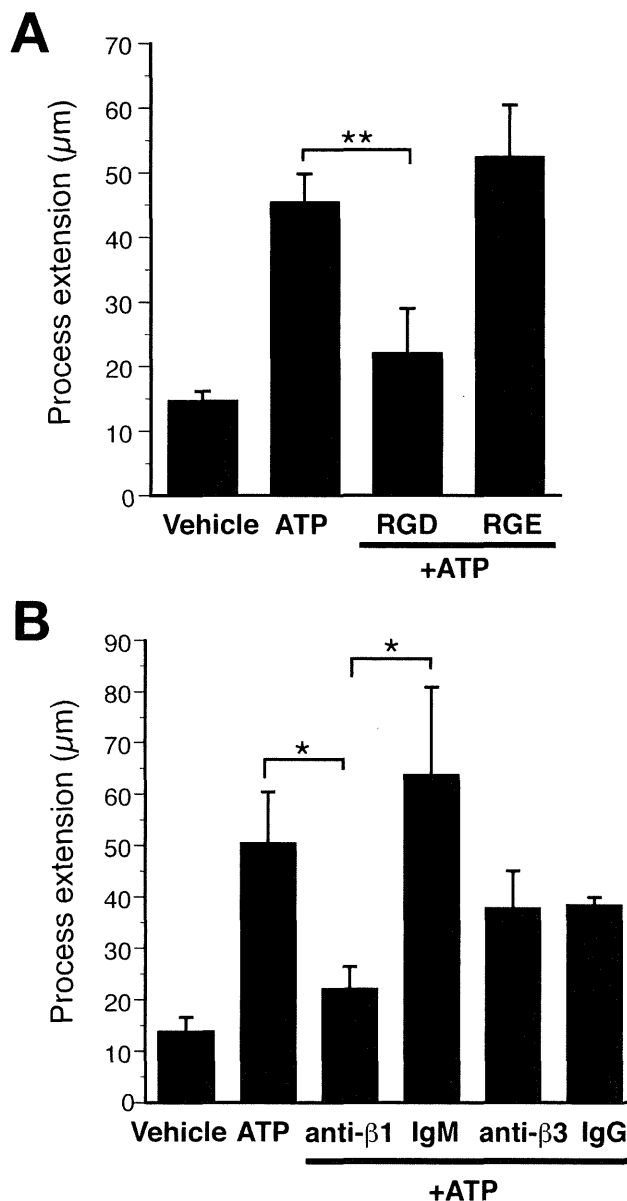 A
Process extension (µm)
70
60
50
40
30
20
10
0
**
Vehicle ATP RGD RGE
+ATP
B
Process extension (µm)
90
80
70
60
50
40
30
20
10
0
*
*
Vehicle ATP anti-β1 IgM anti-β3 IgG
+ATP